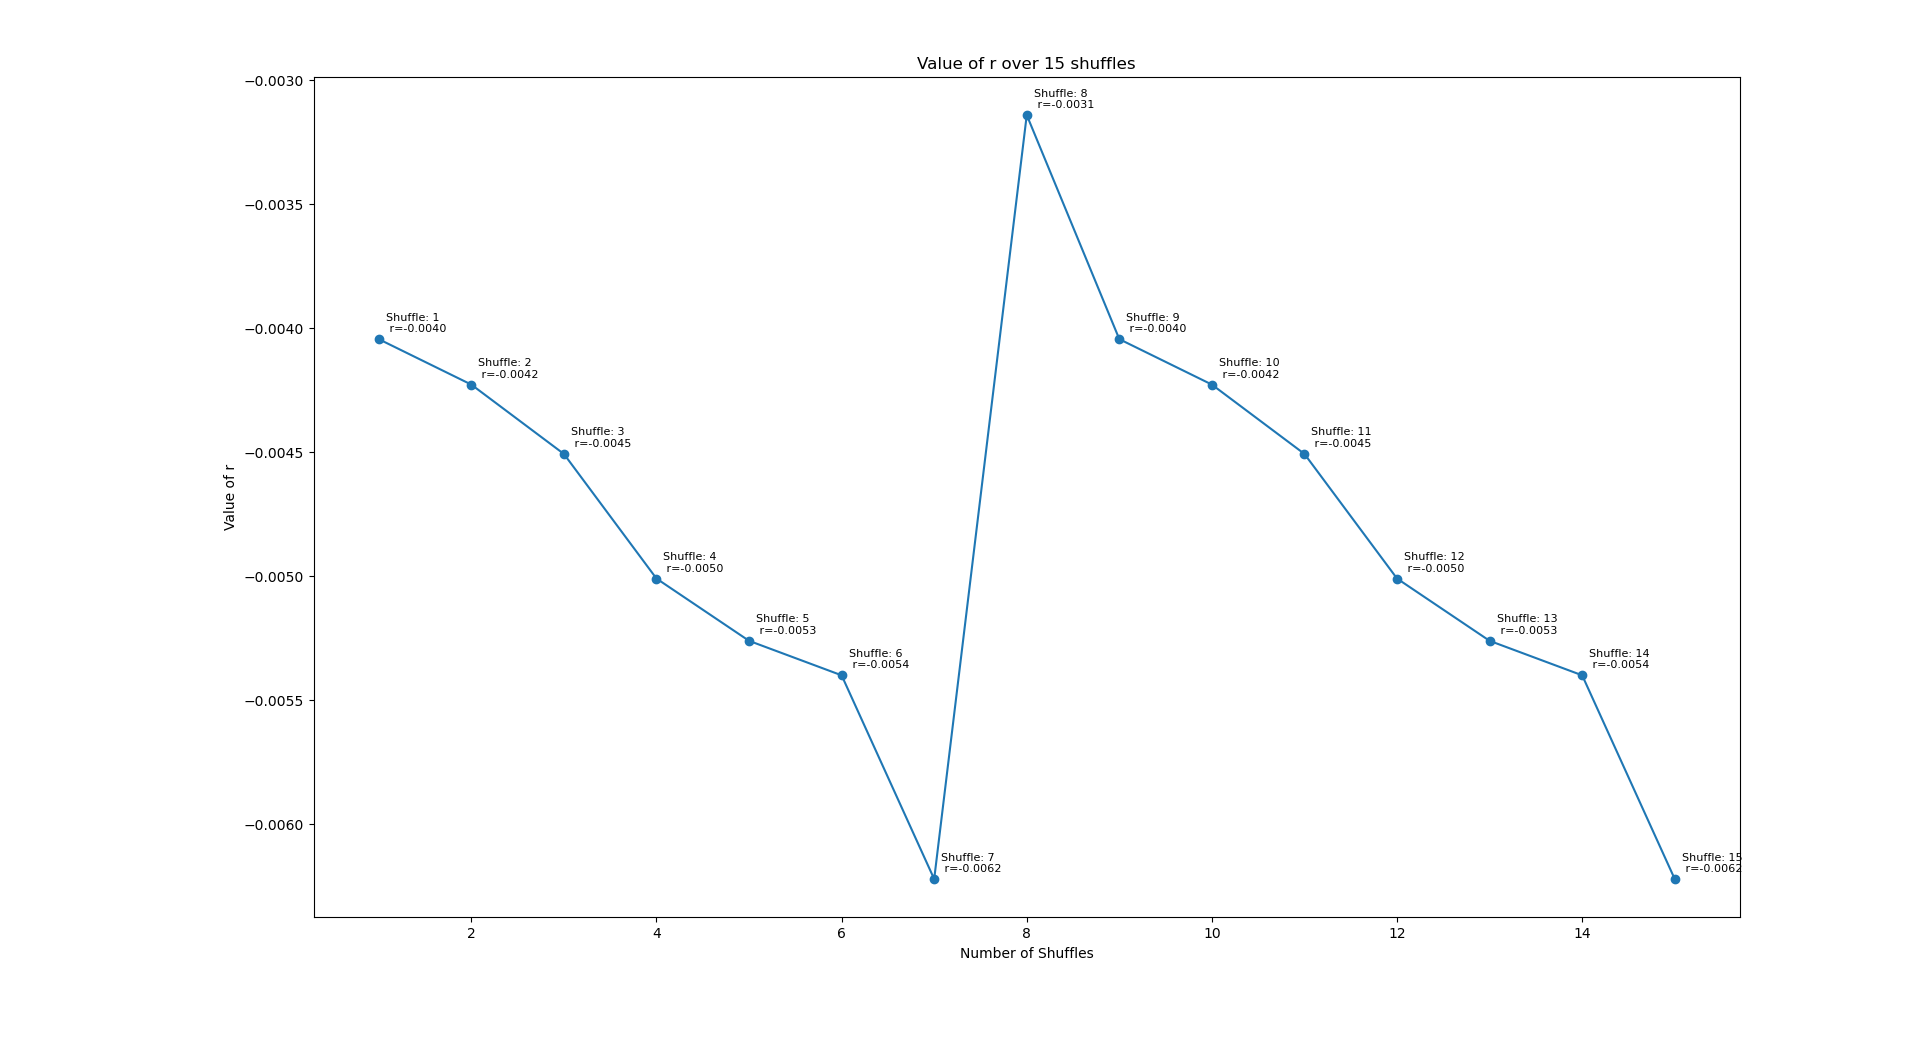 Value of r over 15 shuffles
−0.0030
−0.0035
−0.0040
−0.0045
−0.0050
−0.0055
−0.0060
Value of r
Shuffle: 1
r=-0.0040
Shuffle: 2
r=-0.0042
Shuffle: 3
r=-0.0045
Shuffle: 4
r=-0.0050
Shuffle: 5
r=-0.0053
Shuffle: 6
r=-0.0054
Shuffle: 7
r=-0.0062
Shuffle: 8
r=-0.0031
Shuffle: 9
r=-0.0040
Shuffle: 10
r=-0.0042
Shuffle: 11
r=-0.0045
Shuffle: 12
r=-0.0050
Shuffle: 13
r=-0.0053
Shuffle: 14
r=-0.0054
Shuffle: 15
r=-0.0062
2 4 6 8 10 12 14
Number of Shuffles